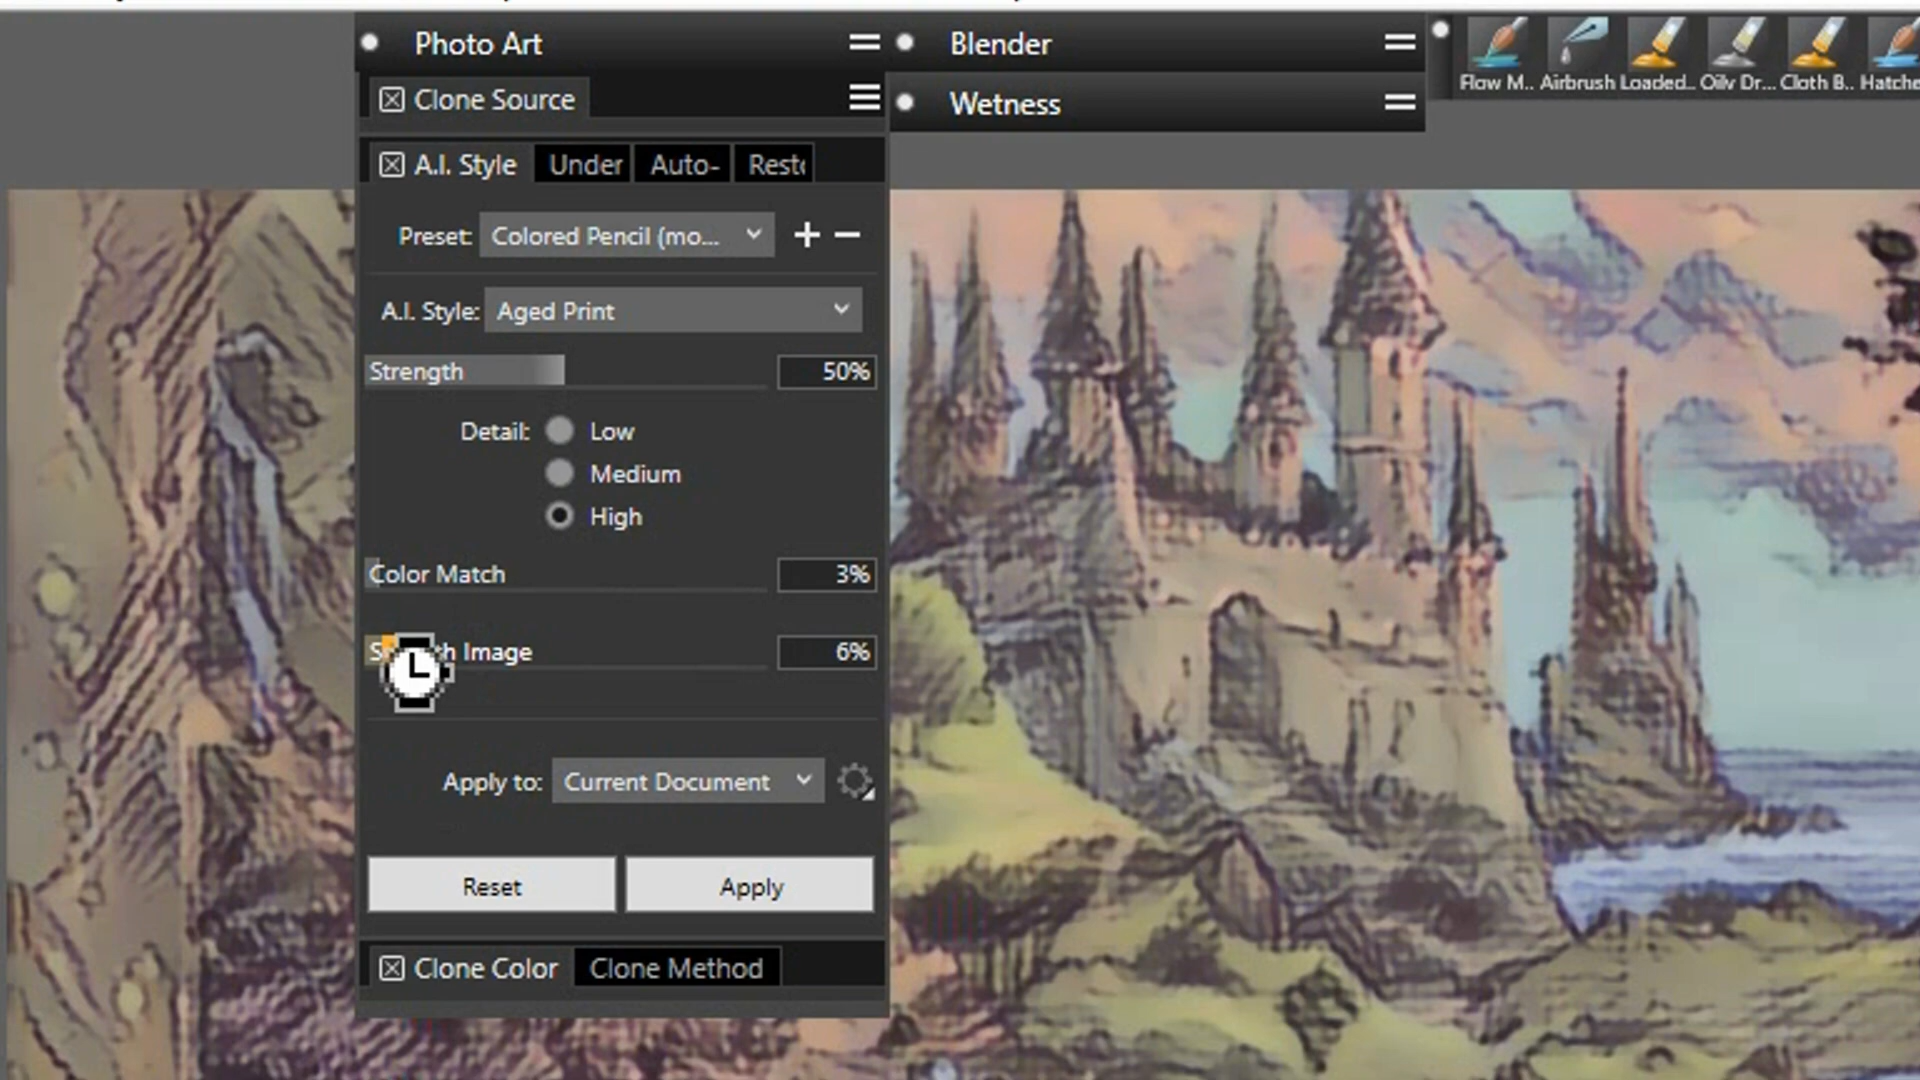 Photo Art
Blender
Flow M.. Airbrush Loaded.. Oily Dr... Cloth B.. Hatche
Clone Source
Wetness
A.I. Style Under Auto- Rest
Preset: Colored Pencil (mo...
A.I. Style: Aged Print
Strength 50%
Detail: Low
Medium
High
Color Match 3%
Image 6%
Apply to: Current Document
Reset Apply
Clone Color Clone Method